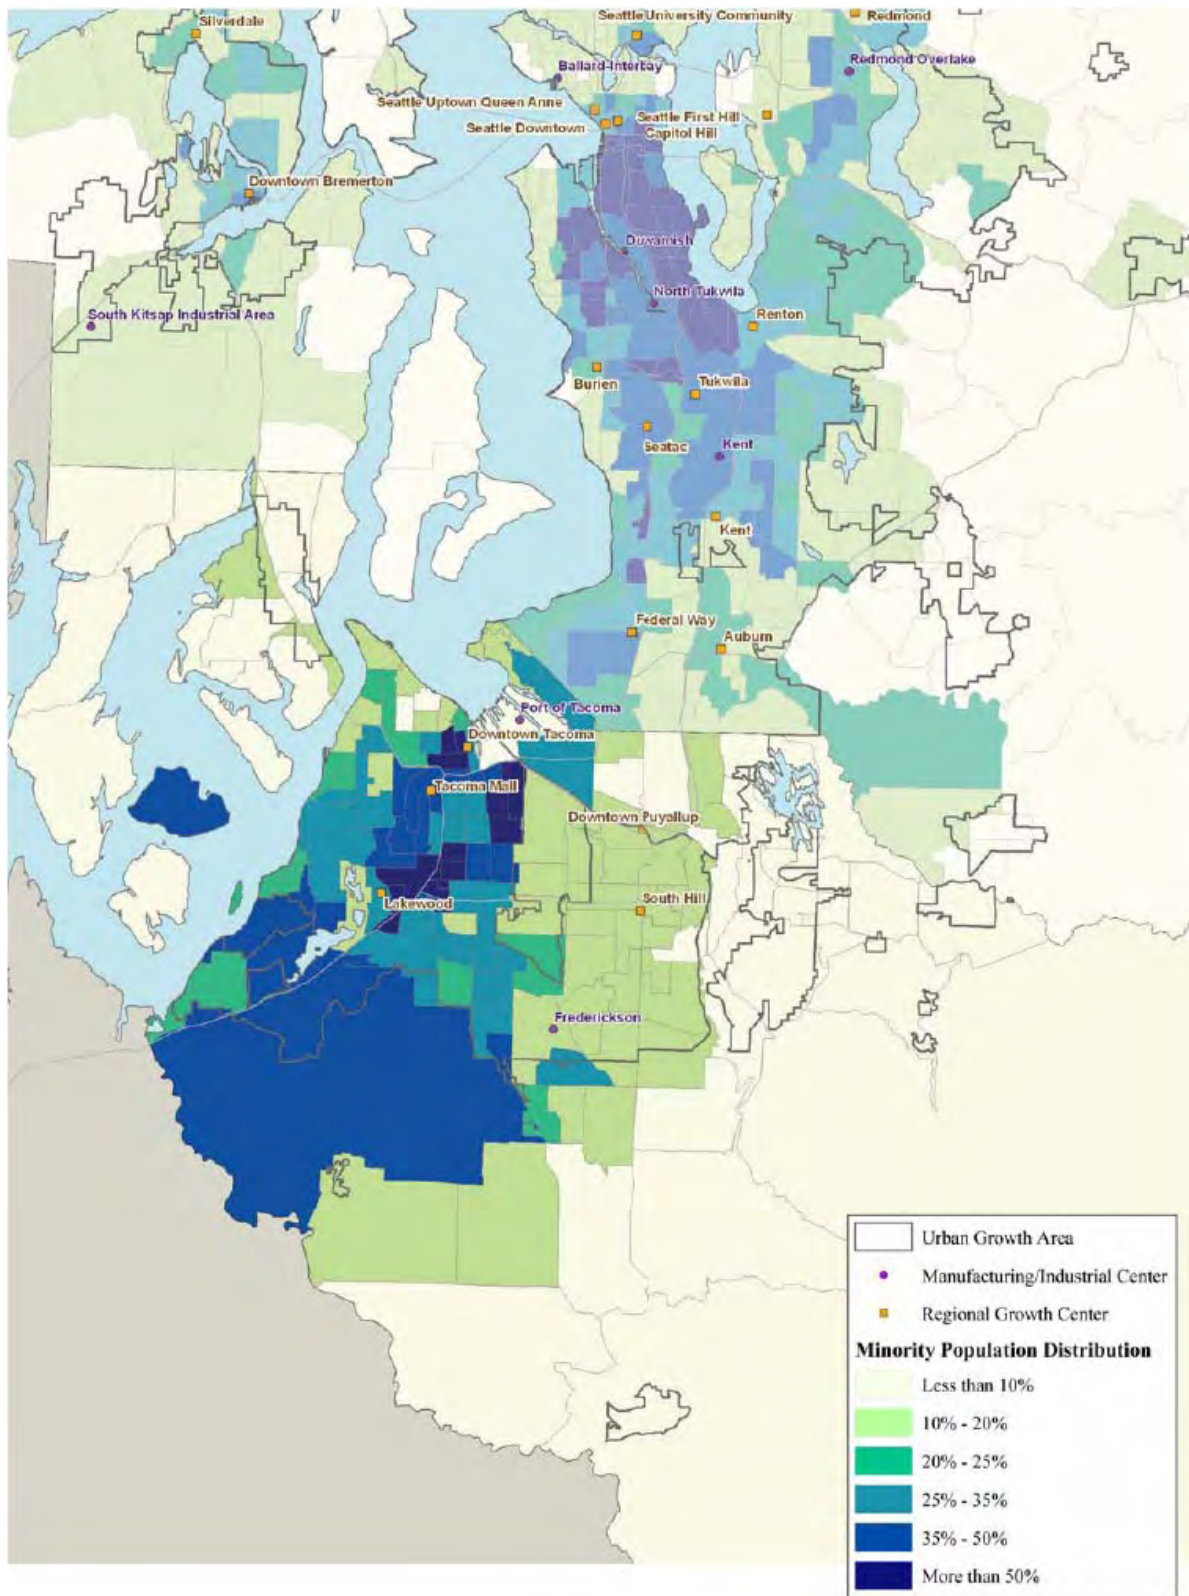 Silverdale
Seattle University Community
Redmond
Ballard-Interbay
Redmond Overlake
Seattle Uptown Queen Anne
Seattle First Hill
Seattle Downtown
Capitol Hill
Downtown Bremerton
Duwamish
North Tukwila
South Kitsap Industrial Area
Renton
Burien
Tukwila
Seatac
Kent
Kent
Federal Way
Auburn
Port of Tacoma
Downtown Tacoma
Tacoma Mall
Downtown Puyallup
Lakewood
South Hill
Frederickson
Urban Growth Area
Manufacturing/Industrial Center
Regional Growth Center
Minority Population Distribution
Less than 10%
10% - 20%
20% - 25%
25% - 35%
35% - 50%
More than 50%